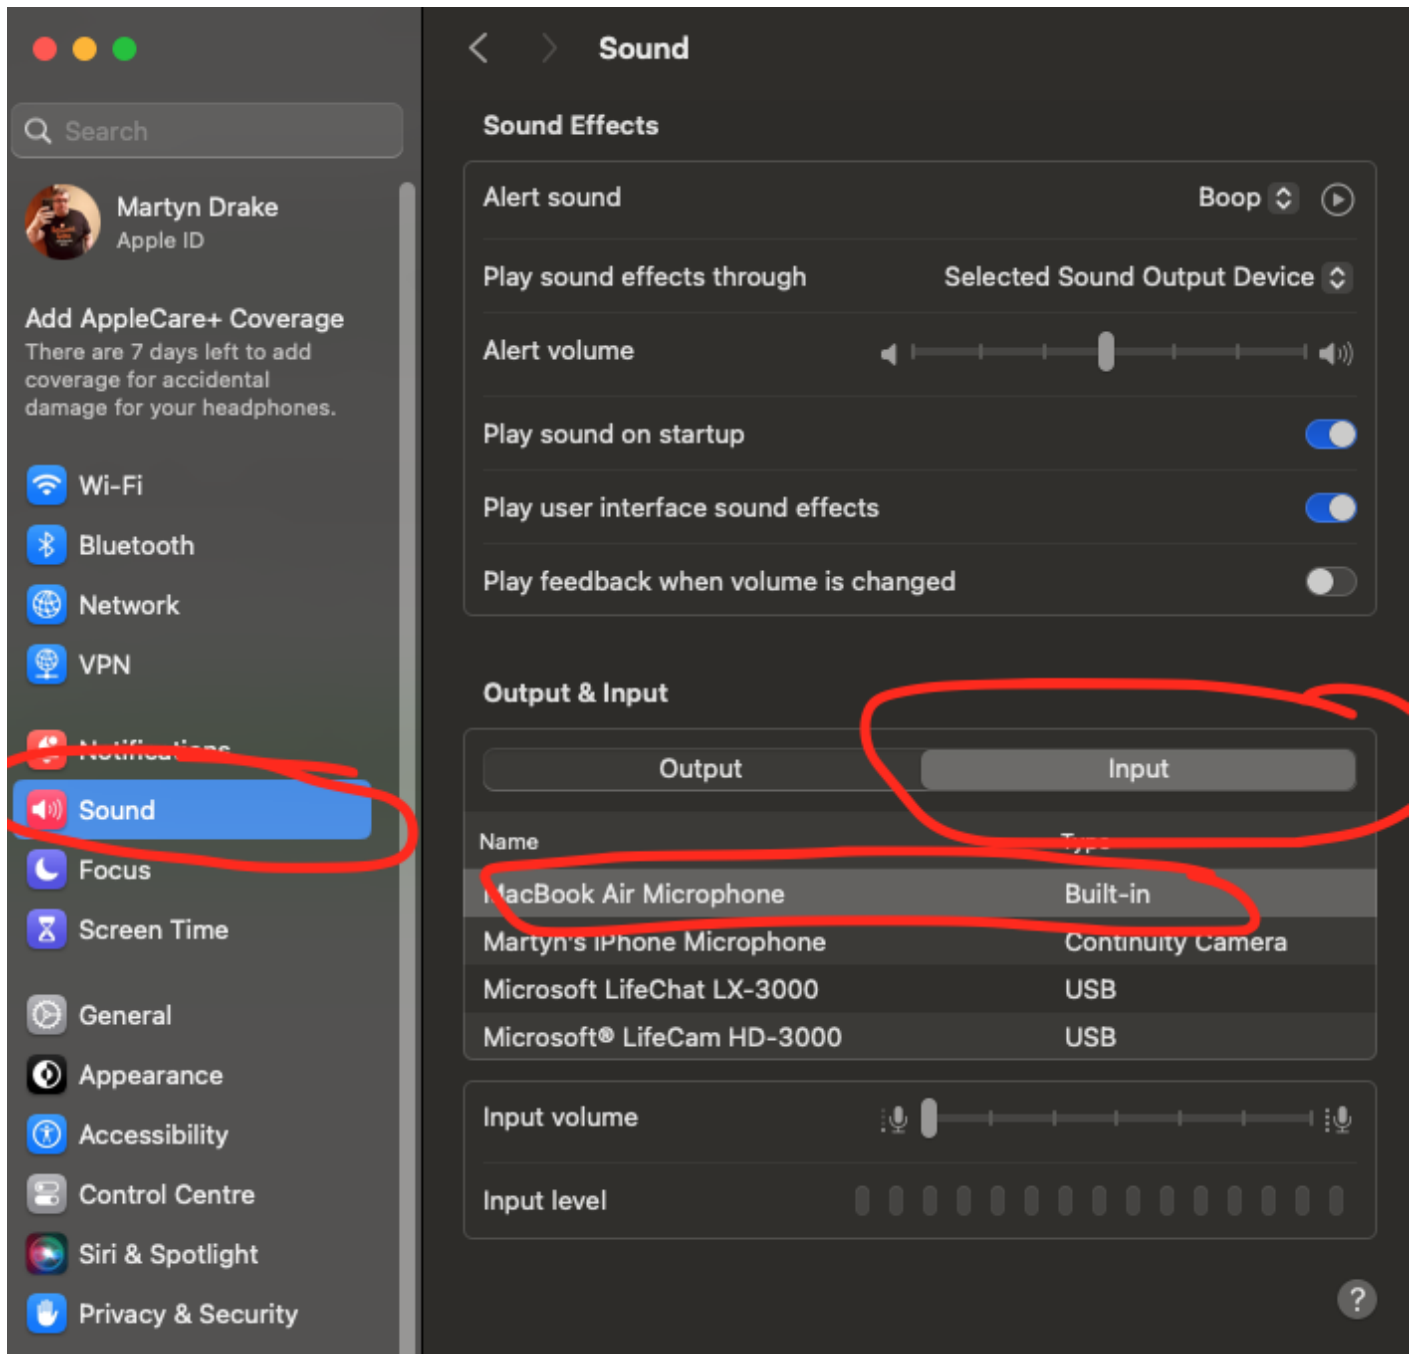 Sound
Search
Martyn Drake
Apple ID
Add AppleCare+ Coverage
There are 7 days left to add
coverage for accidental
damage for your headphones.
Wi-Fi
Bluetooth
Network
VPN
Notifications
Sound
Focus
Screen Time
General
Appearance
Accessibility
Control Centre
Siri & Spotlight
Privacy & Security
Sound Effects
Alert sound Boop
Play sound effects through Selected Sound Output Device
Alert volume
Play sound on startup
Play user interface sound effects
Play feedback when volume is changed
Output & Input
Output Input
Name Type
MacBook Air Microphone Built-in
Martyn's iPhone Microphone Continuity Camera
Microsoft LifeChat LX-3000 USB
Microsoft® LifeCam HD-3000 USB
Input volume
Input level
?